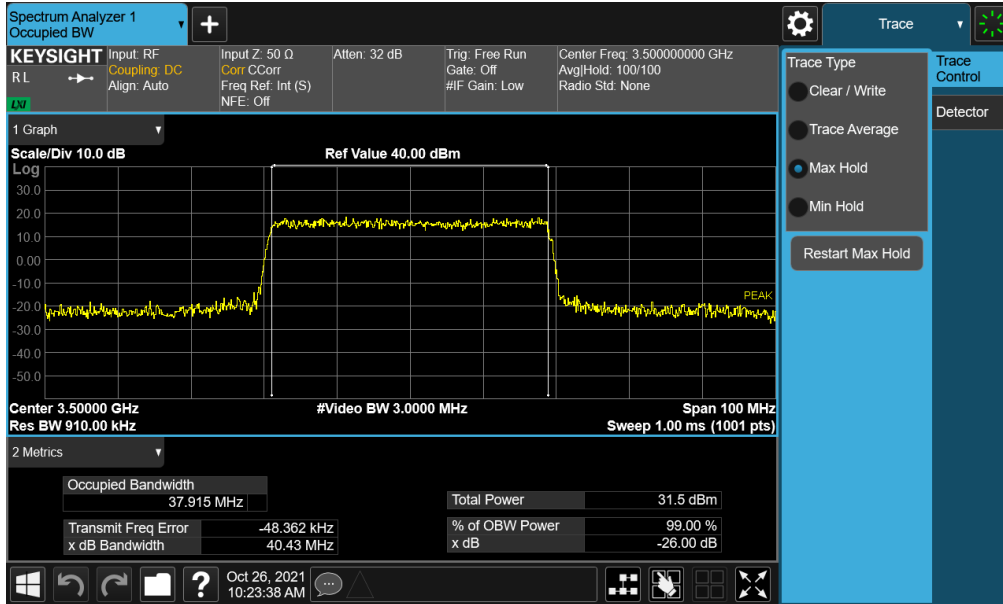 Spectrum Analyzer 1
Occupied BW
+
Trace
KEYSIGHT
RL
LXI
Input: RF
Coupling: DC
Align: Auto
Input Z: 50 Ω
Corr CCorr
Freq Ref: Int (S)
NFE: Off
Atten: 32 dB
Trig: Free Run
Gate: Off
#IF Gain: Low
Center Freq: 3.500000000 GHz
Avg|Hold: 100/100
Radio Std: None
Trace Type
Clear / Write
Trace Average
Max Hold
Min Hold
Restart Max Hold
Trace
Control
Detector
1 Graph
Scale/Div 10.0 dB
Ref Value 40.00 dBm
Log
30.0
20.0
10.0
0.00
-10.0
-20.0
-30.0
-40.0
-50.0
PEAK
Center 3.50000 GHz
#Video BW 3.0000 MHz
Span 100 MHz
Res BW 910.00 kHz
Sweep 1.00 ms (1001 pts)
2 Metrics
Occupied Bandwidth
37.915 MHz
Transmit Freq Error -48.362 kHz
x dB Bandwidth 40.43 MHz
Total Power 31.5 dBm
% of OBW Power 99.00 %
x dB -26.00 dB
?
Oct 26, 2021
10:23:38 AM